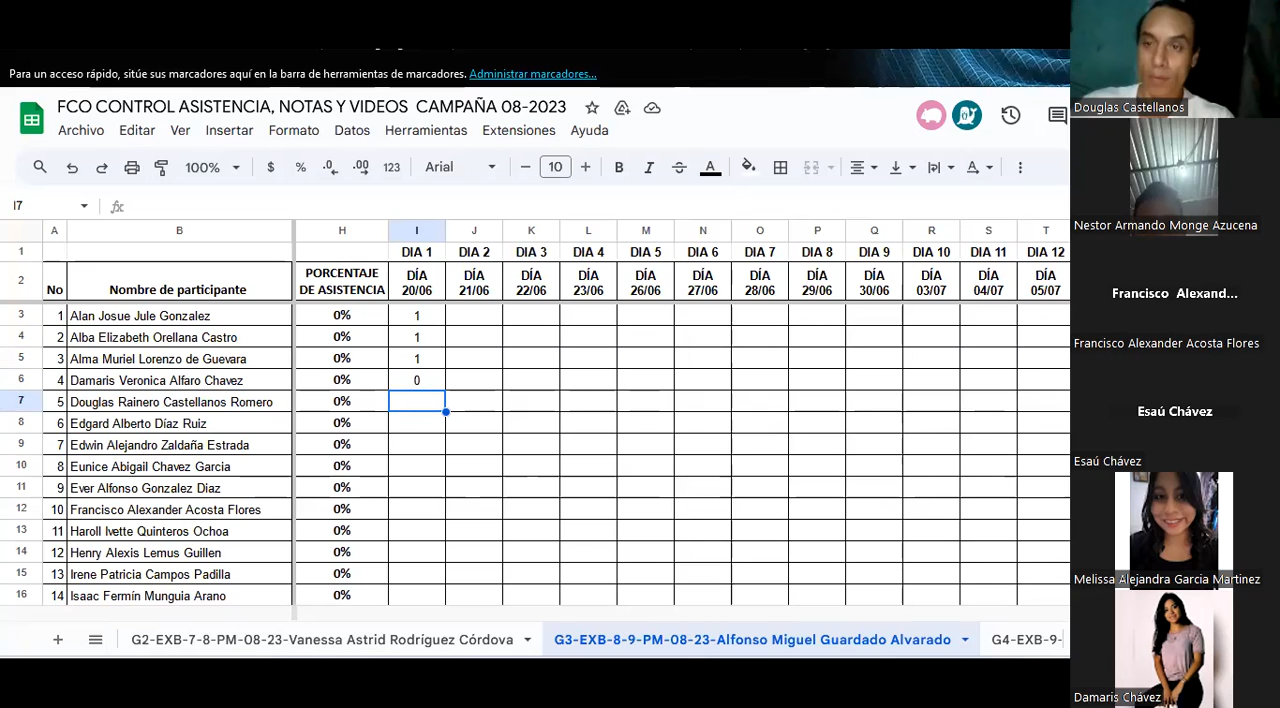 Para un acceso rápido, sitúe sus marcadores aquí en la barra de herramientas de marcadores. Administrar marcadores...
FCO CONTROL ASISTENCIA, NOTAS Y VIDEOS CAMPAÑA 08-2023
Archivo Editar Ver Insertar Formato Datos Herramientas Extensiones Ayuda
100% $ % .0 .00 123 Arial 10 B I A
I7 fx
A B H I J K L M N O P Q R S T
1 DIA 1 DIA 2 DIA 3 DIA 4 DIA 5 DIA 6 DIA 7 DIA 8 DIA 9 DIA 10 DIA 11 DIA 12
2 No Nombre de participante PORCENTAJE DE ASISTENCIA DÍA 20/06 DÍA 21/06 DÍA 22/06 DÍA 23/06 DÍA 26/06 DÍA 27/06 DÍA 28/06 DÍA 29/06 DÍA 30/06 DÍA 03/07 DÍA 04/07 DÍA 05/07
3 1 Alan Josue Jule Gonzalez 0% 1
4 2 Alba Elizabeth Orellana Castro 0% 1
5 3 Alma Muriel Lorenzo de Guevara 0% 1
6 4 Damaris Veronica Alfaro Chavez 0% 0
7 5 Douglas Rainero Castellanos Romero 0%
8 6 Edgard Alberto Díaz Ruiz 0%
9 7 Edwin Alejandro Zaldaña Estrada 0%
10 8 Eunice Abigail Chavez Garcia 0%
11 9 Ever Alfonso Gonzalez Diaz 0%
12 10 Francisco Alexander Acosta Flores 0%
13 11 Haroll Ivette Quinteros Ochoa 0%
14 12 Henry Alexis Lemus Guillen 0%
15 13 Irene Patricia Campos Padilla 0%
16 14 Isaac Fermín Munguia Arano 0%
G2-EXB-7-8-PM-08-23-Vanessa Astrid Rodríguez Córdova G3-EXB-8-9-PM-08-23-Alfonso Miguel Guardado Alvarado G4-EXB-9-
Douglas Castellanos
Nestor Armando Monge Azucena
Francisco Alexand...
Francisco Alexander Acosta Flores
Esaú Chávez
Esaú Chávez
Melissa Alejandra Garcia Martinez
Damaris Chávez